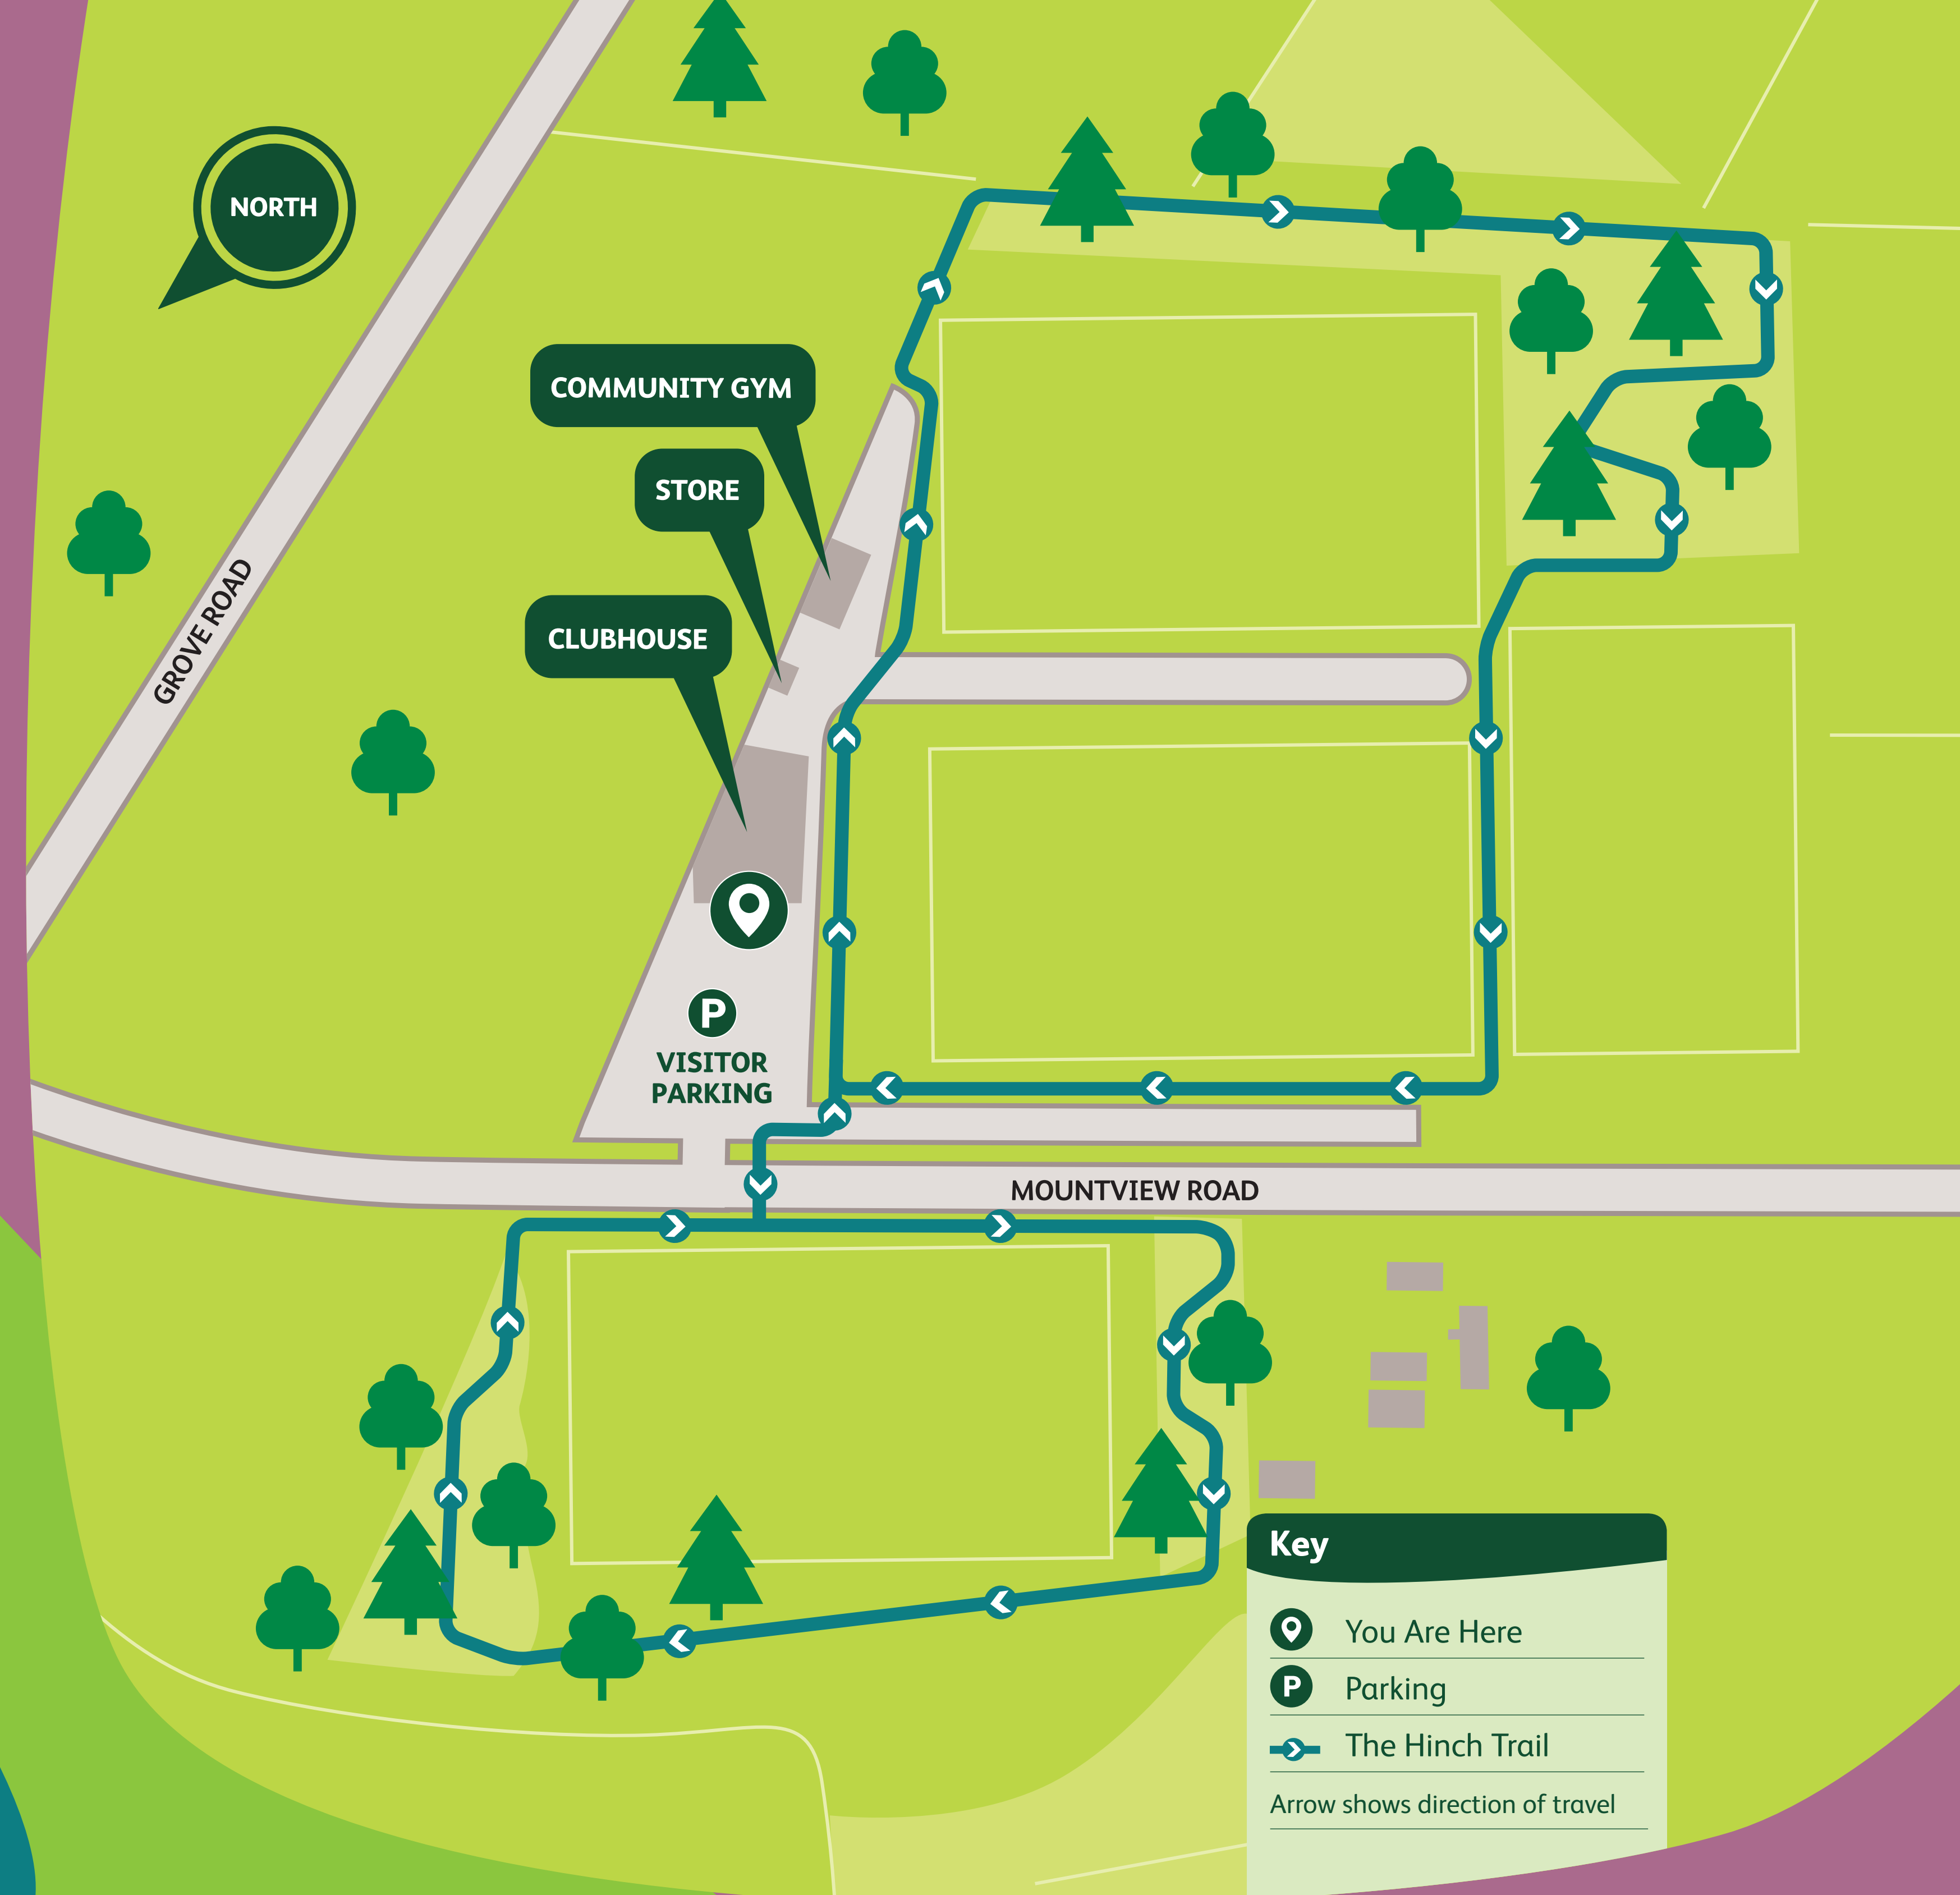 NORTH
COMMUNITY GYM
STORE
CLUBHOUSE
GROVE ROAD
P
VISITOR
PARKING
MOUNTVIEW ROAD
Key
You Are Here
P
Parking
The Hinch Trail
Arrow shows direction of travel